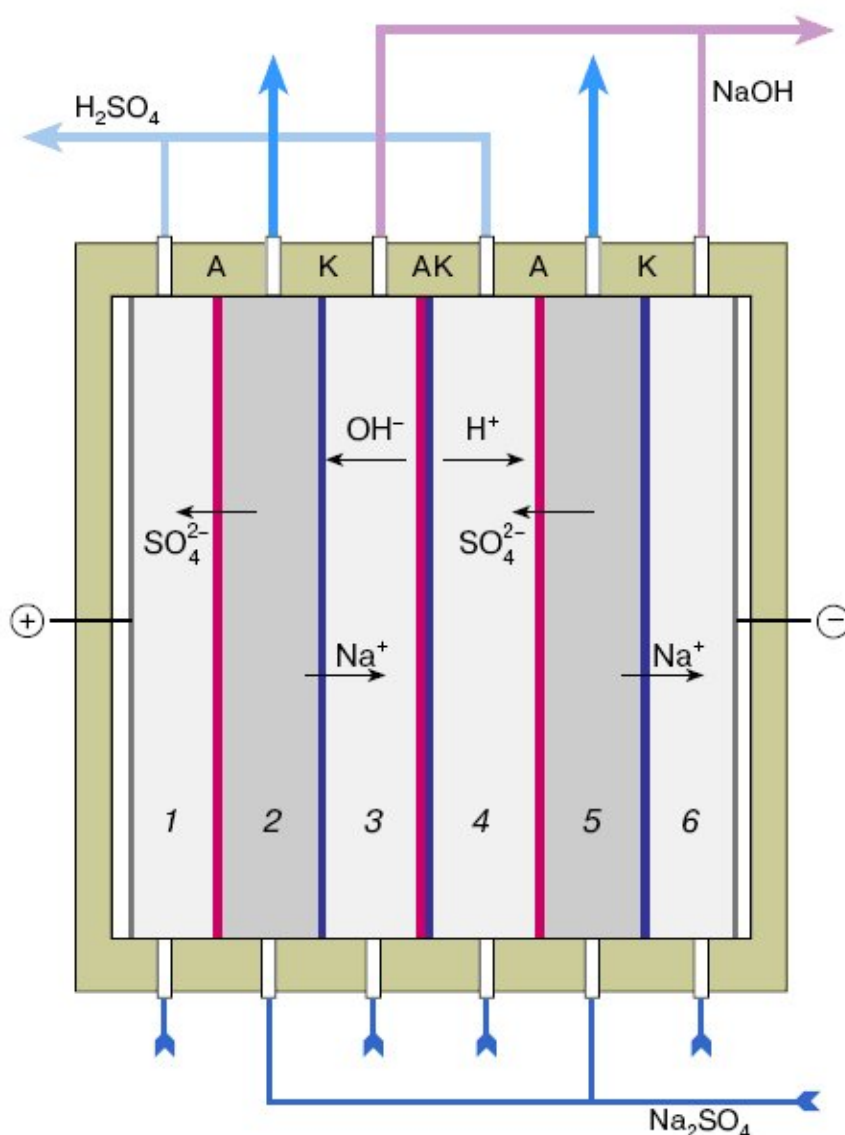 H₂SO₄
NaOH
A K AK A K
OH⁻ H⁺
SO₄²⁻ SO₄²⁻
+ −
Na⁺ Na⁺
1 2 3 4 5 6
Na₂SO₄